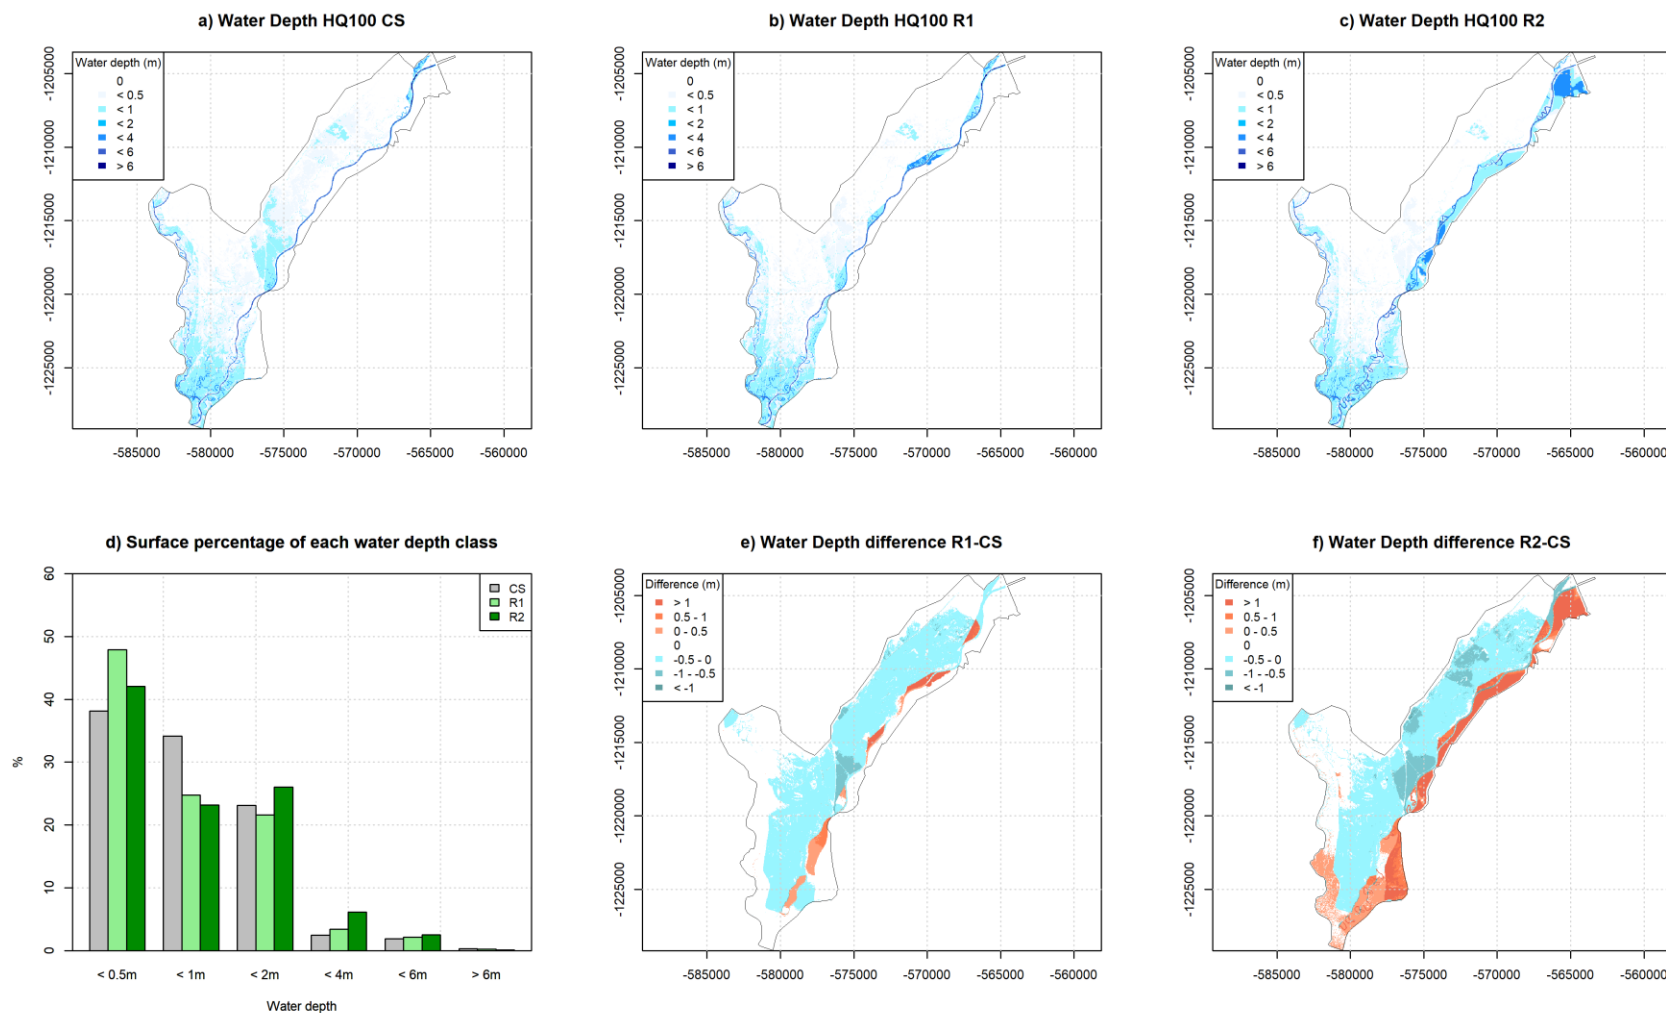 a) Water Depth HQ100 CS
Water depth (m)
0
< 0.5
< 1
< 2
< 4
< 6
> 6
-1205000
-1210000
-1215000
-1220000
-1225000
-585000 -580000 -575000 -570000 -565000 -560000
b) Water Depth HQ100 R1
Water depth (m)
0
< 0.5
< 1
< 2
< 4
< 6
> 6
-1205000
-1210000
-1215000
-1220000
-1225000
-585000 -580000 -575000 -570000 -565000 -560000
c) Water Depth HQ100 R2
Water depth (m)
0
< 0.5
< 1
< 2
< 4
< 6
> 6
-1205000
-1210000
-1215000
-1220000
-1225000
-585000 -580000 -575000 -570000 -565000 -560000
d) Surface percentage of each water depth class
CS
R1
R2
60
50
40
30
20
10
0
%
< 0.5m < 1m < 2m < 4m < 6m > 6m
Water depth
e) Water Depth difference R1-CS
Difference (m)
> 1
0.5 - 1
0 - 0.5
0
-0.5 - 0
-1 - -0.5
< -1
-1205000
-1210000
-1215000
-1220000
-1225000
-585000 -580000 -575000 -570000 -565000 -560000
f) Water Depth difference R2-CS
Difference (m)
> 1
0.5 - 1
0 - 0.5
0
-0.5 - 0
-1 - -0.5
< -1
-1205000
-1210000
-1215000
-1220000
-1225000
-585000 -580000 -575000 -570000 -565000 -560000